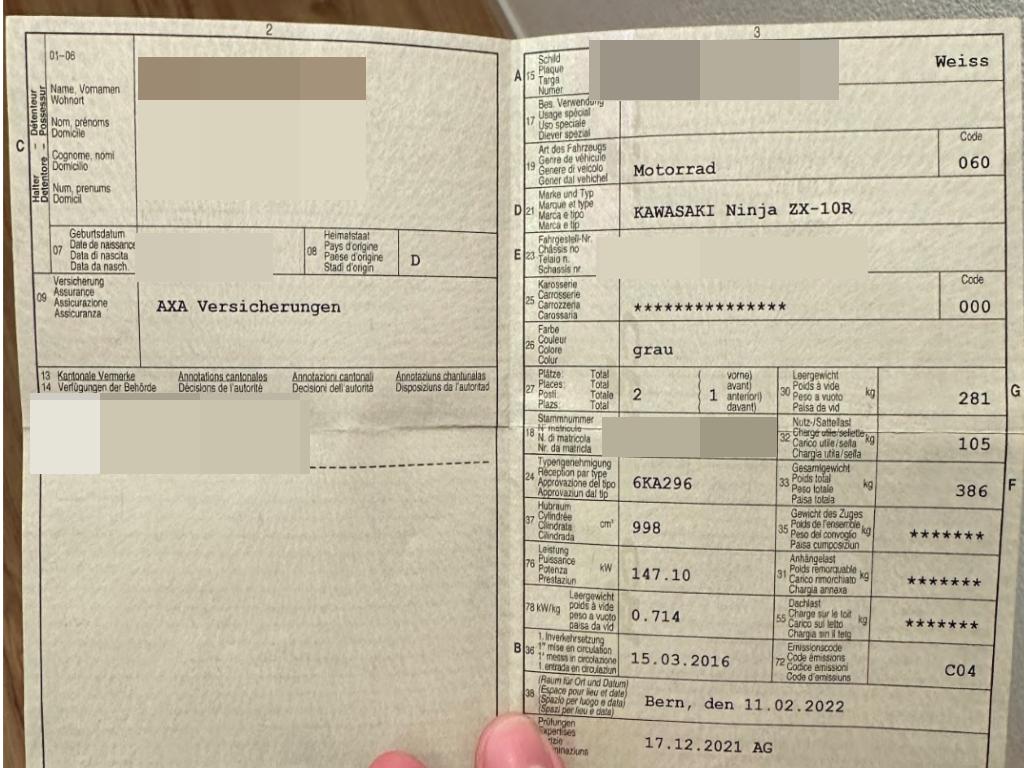 2
C
Halter – Détenteur
Detentore – Possessur
01–06
Name, Vornamen
Wohnort
Nom, prénoms
Domicile
Cognome, nomi
Domicilio
Num, prenums
Domicil
07
Geburtsdatum
Date de naissance
Data di nascita
Data da nasch.
08
Heimatstaat
Pays d'origine
Paese d'origine
Stadi d'origin
D
09
Versicherung
Assurance
Assicurazione
Assicuranza
AXA Versicherungen
13 Kantonale Vermerke Annotations cantonales Annotazioni cantonali Annotaziuns chantunalas
14 Verfügungen der Behörde Décisions de l'autorité Decisioni dell'autorità Disposiziuns da l'autoritad
3
A 15
Schild
Plaque
Targa
Numer
Weiss
17
Bes. Verwendung
Usage spécial
Uso speciale
Diever spezial
19
Art des Fahrzeugs
Genre de véhicule
Genere di veicolo
Gener dal vehichel
Motorrad
Code
060
D 21
Marke und Typ
Marque et type
Marca e tipo
Marca e tip
KAWASAKI Ninja ZX-10R
E 23
Fahrgestell-Nr.
Châssis no
Telaio n.
Schassis nr.
25
Karosserie
Carrosserie
Carrozzeria
Carossaria
***************
Code
000
26
Farbe
Couleur
Colore
Colur
grau
27
Plätze: Total
Places: Total
Posti: Totale
Plazs: Total
2
( vorne)
( avant)
1 anteriori)
( davant)
30
Leergewicht
Poids à vide
Peso a vuoto
Paisa da vid
kg
281
G
18
Stammnummer
N° matricule
N. di matricola
Nr. da matricla
32
Nutz-/Sattellast
Charge utile/sellette
Carico utile/sella
Chargia utila/sella
kg
105
24
Typengenehmigung
Réception par type
Approvazione del tipo
Approvaziun dal tip
6KA296
33
Gesamtgewicht
Poids total
Peso totale
Paisa totala
kg
386
F
37
Hubraum
Cylindrée
Cilindrata
Cilindrada
cm³
998
35
Gewicht des Zuges
Poids de l'ensemble
Peso del convoglio
Paisa cumposiziun
kg
*******
76
Leistung
Puissance
Potenza
Prestaziun
kW
147.10
31
Anhängelast
Poids remorquable
Carico rimorchiato
Chargia annexa
kg
*******
78 kW/kg
Leergewicht
poids à vide
peso a vuoto
paisa da vid
0.714
55
Dachlast
Charge sur le toit
Carico sul tetto
Chargia sin il tetg
kg
*******
B 36
1. Inverkehrsetzung
1re mise en circulation
1a messa in circolazione
1. entrada en circulaziun
15.03.2016
72
Emissionscode
Code émissions
Codice emissioni
Code d'emissiuns
C04
38
(Raum für Ort und Datum)
(Espace pour lieu et date)
(Spazio per luogo e data)
(Spazi per lieu e data)
Bern, den 11.02.2022
Prüfungen
17.12.2021 AG